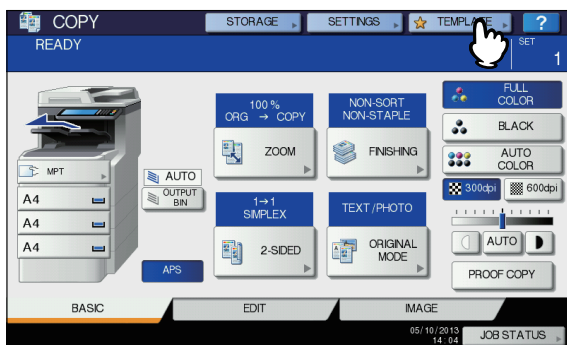 COPY
STORAGE
SETTINGS
TEMPLATE
?
READY
SET
1
100 %
ORG → COPY
ZOOM
NON-SORT
NON-STAPLE
FINISHING
FULL
COLOR
BLACK
AUTO
COLOR
300dpi
600dpi
MPT
A4
A4
A4
AUTO
OUTPUT
BIN
APS
1→1
SIMPLEX
2-SIDED
TEXT/PHOTO
ORIGINAL
MODE
AUTO
PROOF COPY
BASIC
EDIT
IMAGE
05/10/2013
14:04
JOB STATUS